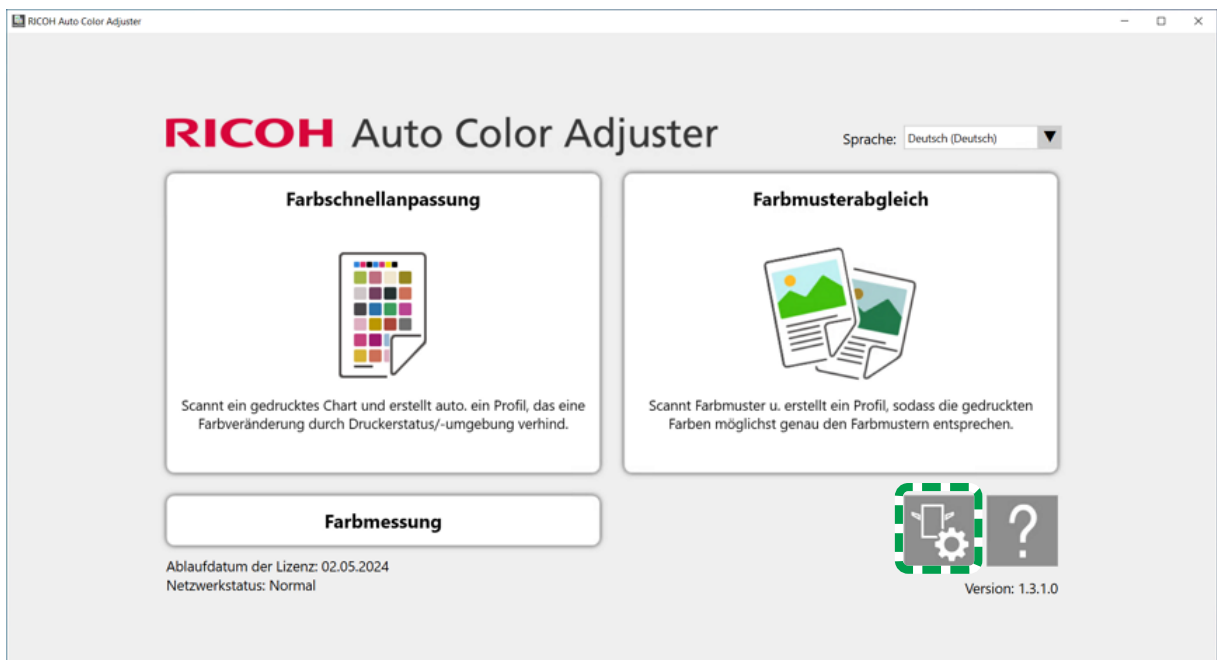 RICOH Auto Color Adjuster
RICOH Auto Color Adjuster
Sprache: Deutsch (Deutsch)
Farbschnellanpassung
Scannt ein gedrucktes Chart und erstellt auto. ein Profil, das eine
Farbveränderung durch Druckerstatus/-umgebung verhind.
Farbmusterabgleich
Scannt Farbmuster u. erstellt ein Profil, sodass die gedruckten
Farben möglichst genau den Farbmustern entsprechen.
Farbmessung
?
Ablaufdatum der Lizenz: 02.05.2024
Netzwerkstatus: Normal
Version: 1.3.1.0